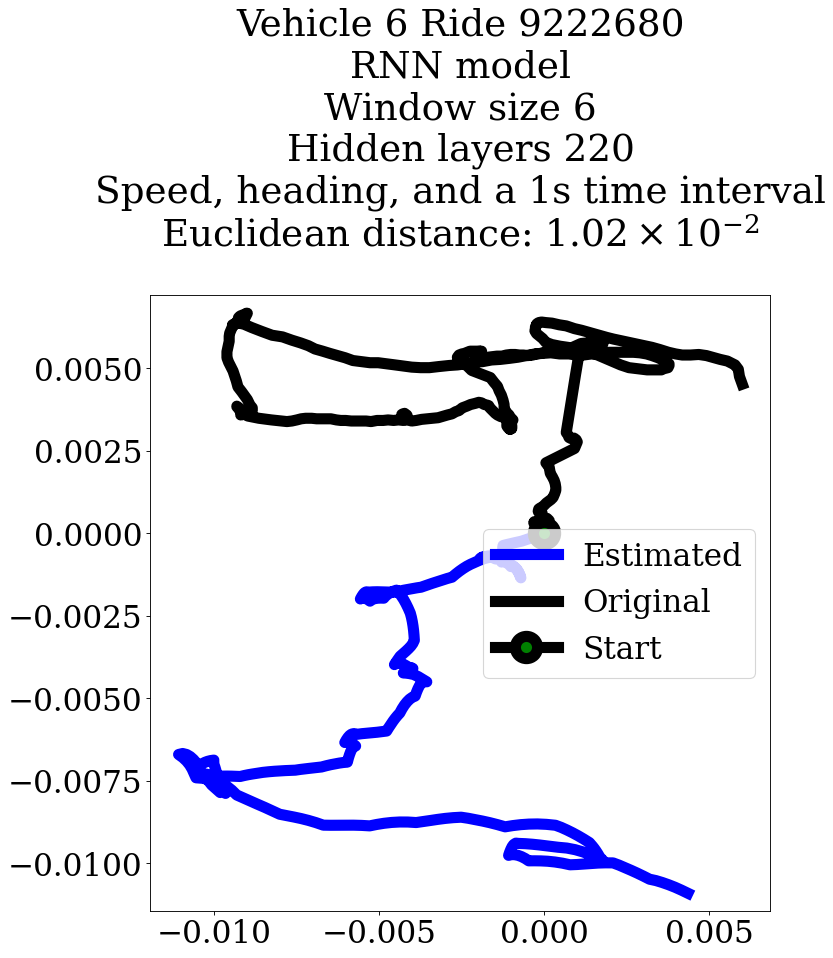 Vehicle 6 Ride 9222680
RNN model
Window size 6
Hidden layers 220
Speed, heading, and a 1s time interval
Euclidean distance: 1.02 × 10⁻²
0.0050
0.0025
0.0000
−0.0025
−0.0050
−0.0075
−0.0100
Estimated
Original
Start
−0.010 −0.005 0.000 0.005